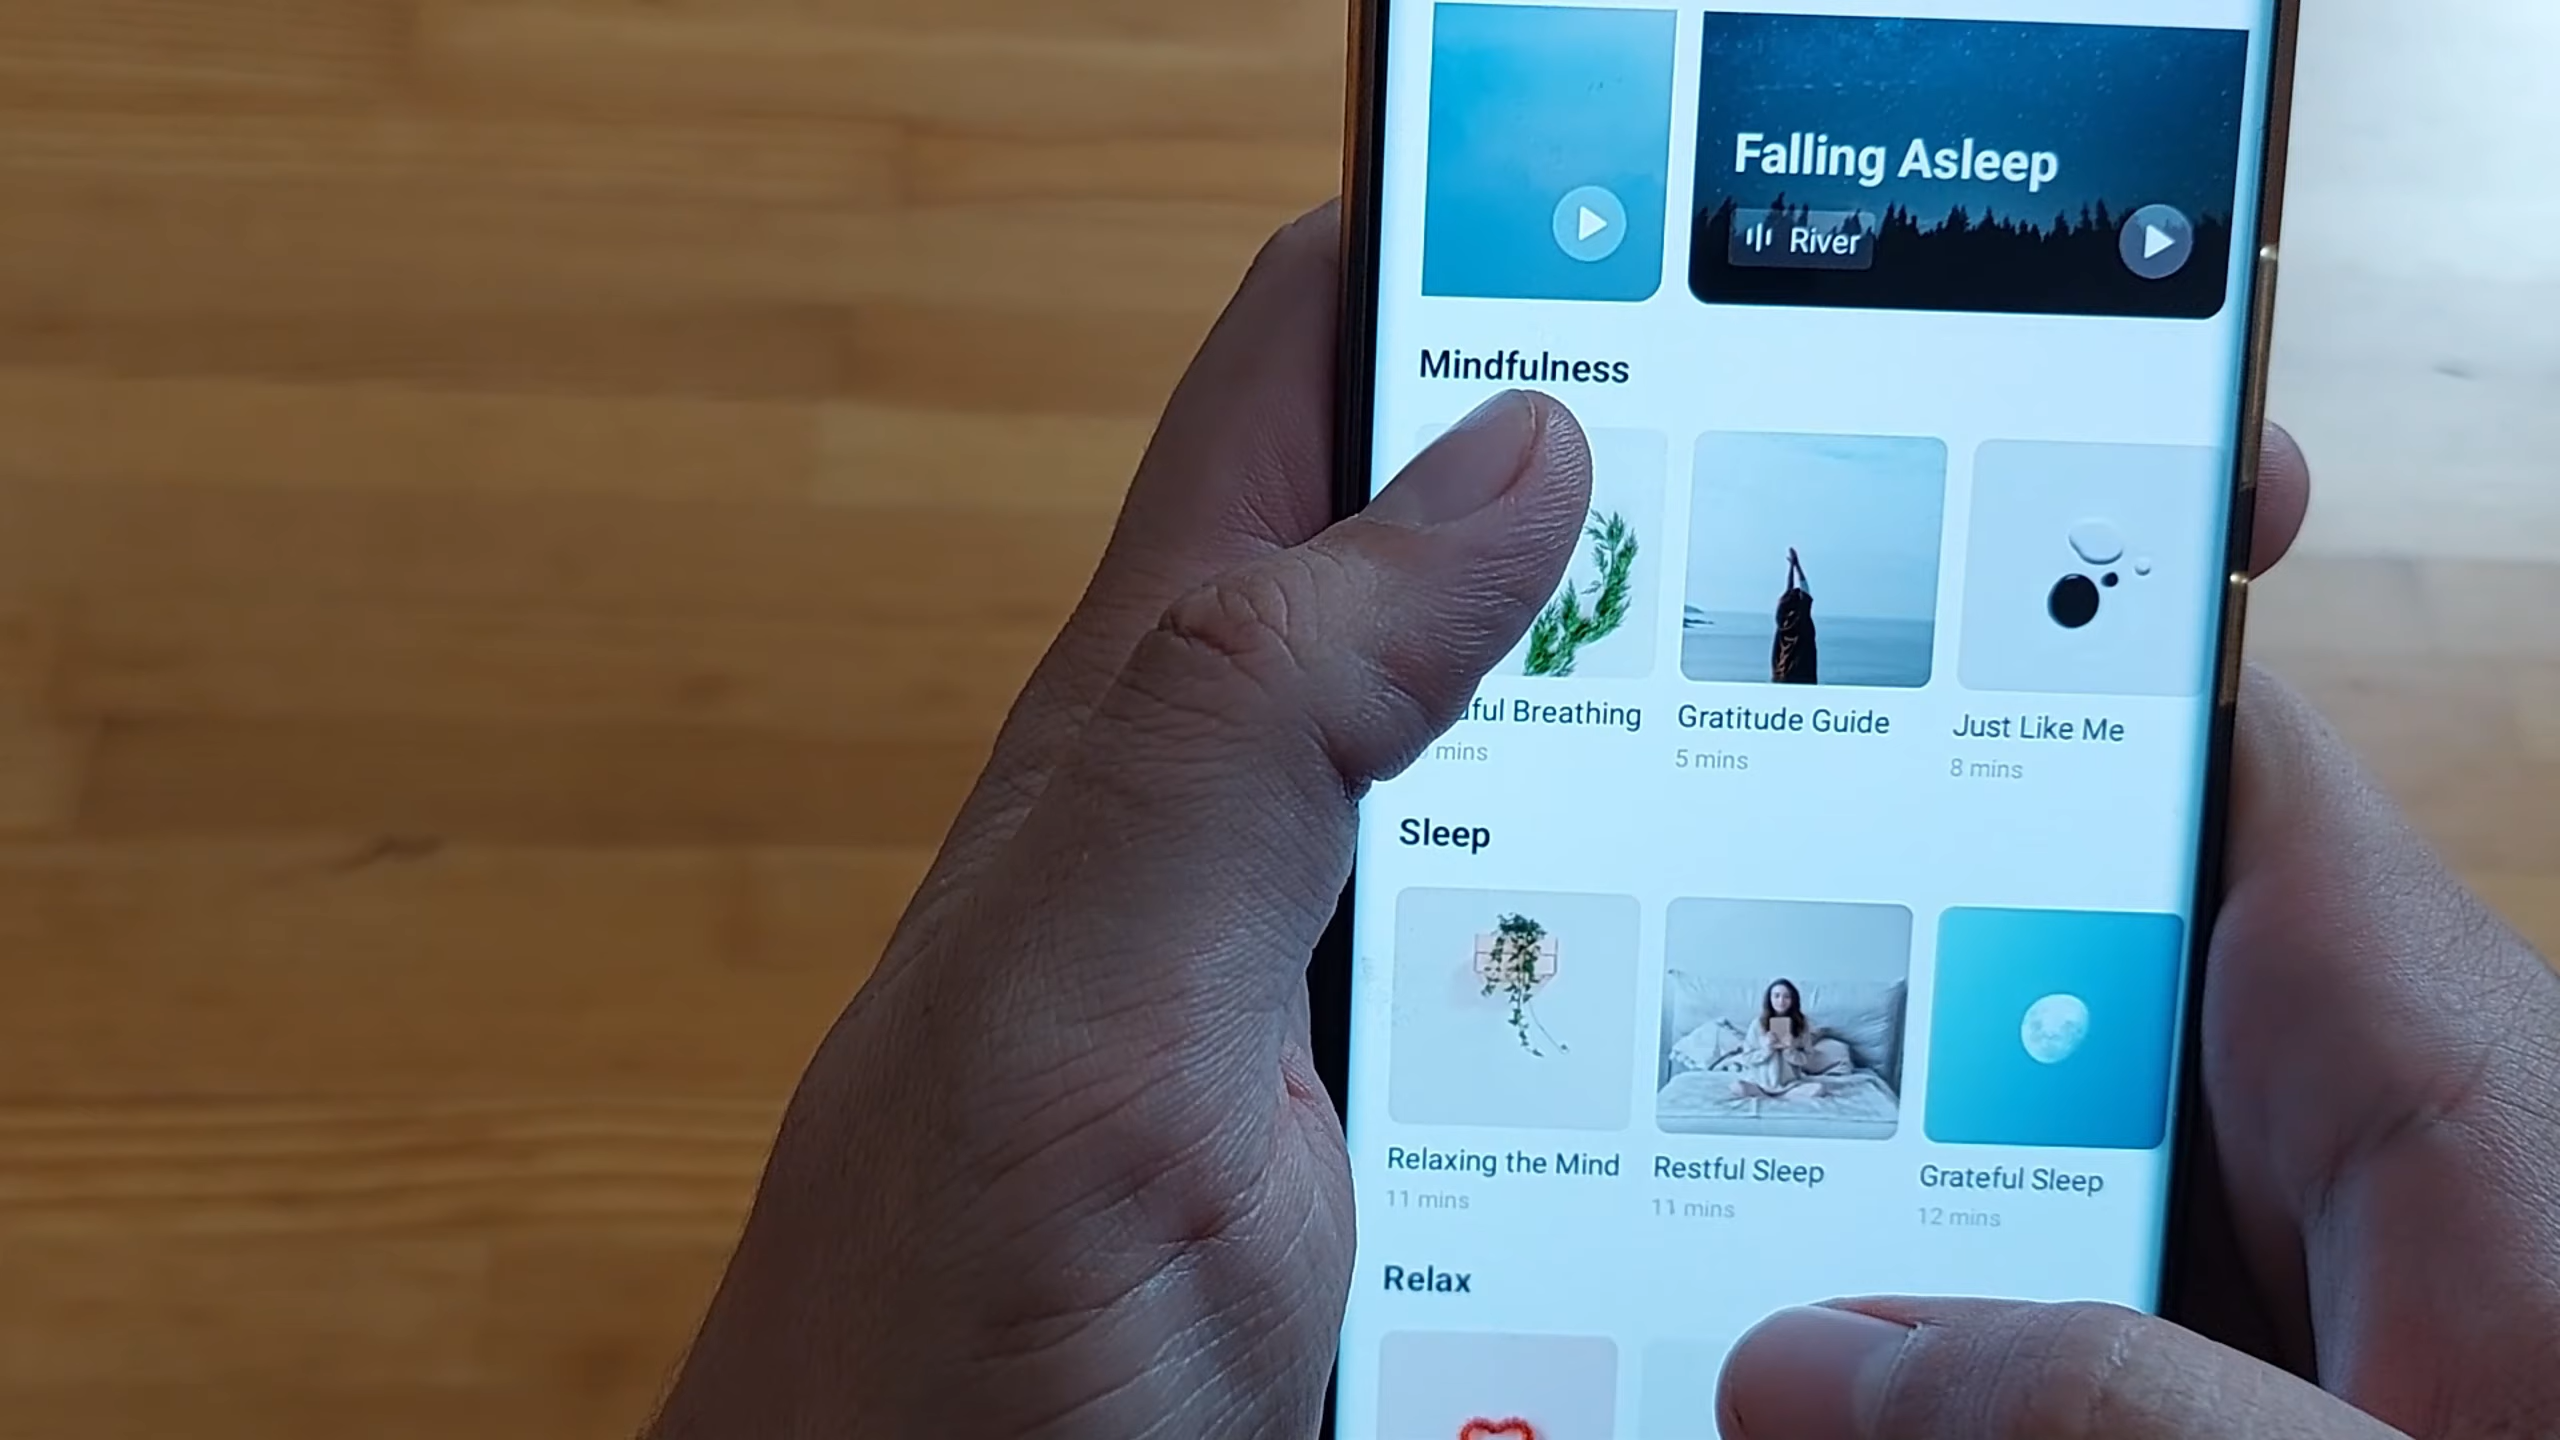 Falling Asleep
River
Mindfulness
Breathing
Gratitude Guide
Just Like Me
mins
5 mins
8 mins
Sleep
Relaxing the Mind
Restful Sleep
Grateful Sleep
11 mins
11 mins
12 mins
Relax